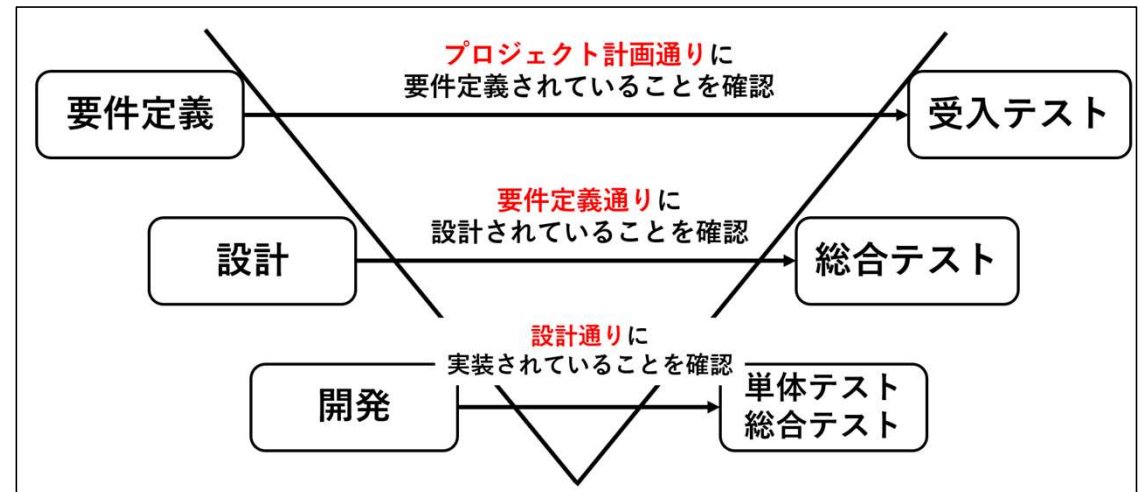 プロジェクト計画通りに
要件定義されていることを確認
要件定義
受入テスト
要件定義通りに
設計されていることを確認
設計
総合テスト
設計通りに
実装されていることを確認
開発
単体テスト
総合テスト